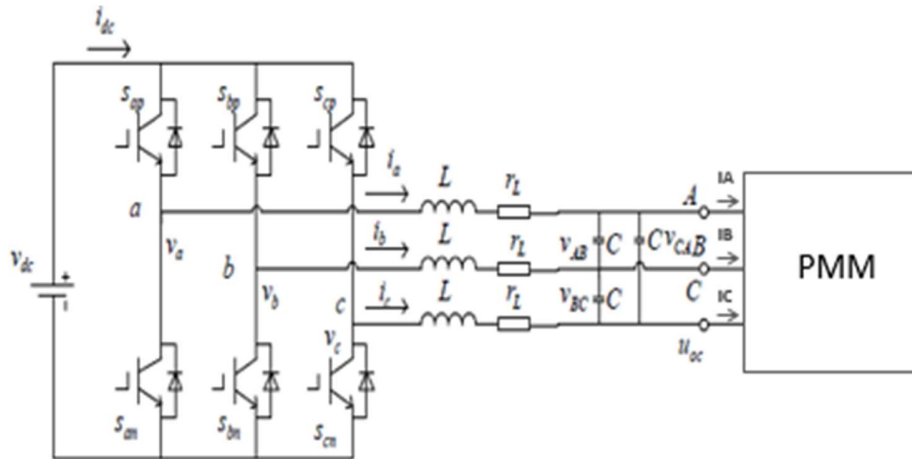 i_dc
s_ap
s_bp
s_cp
i_a
L
r_L
A
IA
a
v_a
v_AB
C
C
v_CA
B
IB
v_dc
+
b
i_b
L
r_L
PMM
v_b
c
i_c
L
r_L
v_BC
C
C
IC
v_c
u_oc
s_an
s_bn
s_cn